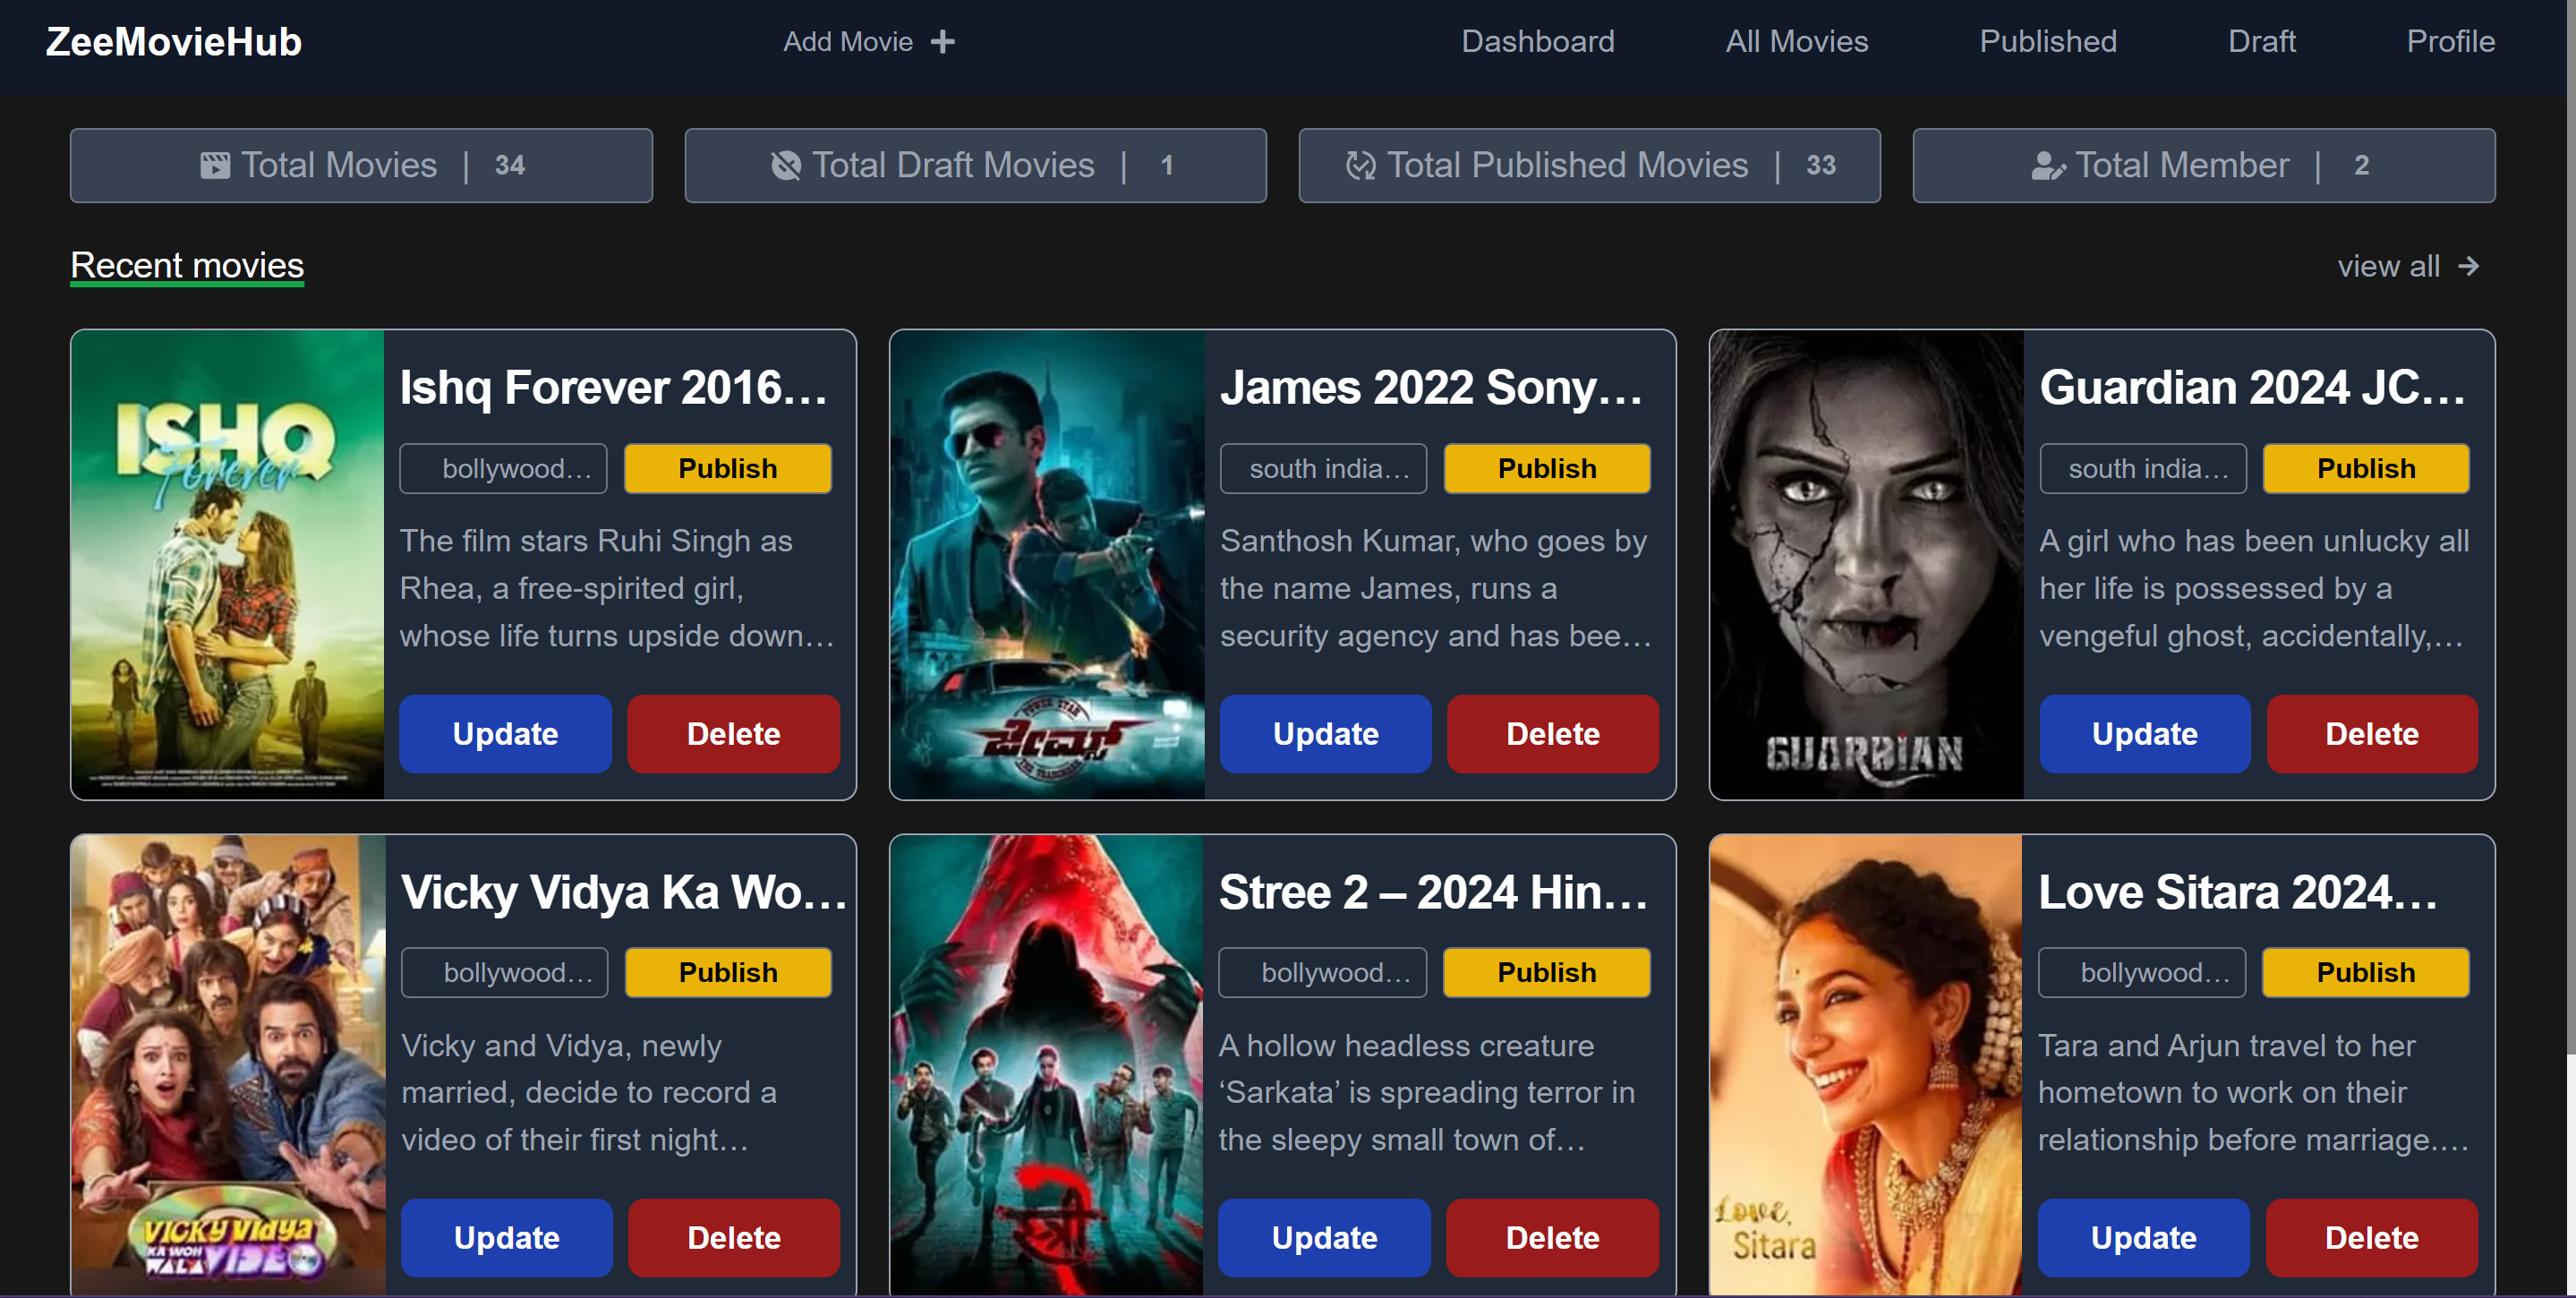 ZeeMovieHub
Add Movie +
Dashboard
All Movies
Published
Draft
Profile
Total Movies | 34
Total Draft Movies | 1
Total Published Movies | 33
Total Member | 2
Recent movies
view all →
ISHQ
Forever
Ishq Forever 2016...
bollywood...
Publish
The film stars Ruhi Singh as
Rhea, a free-spirited girl,
whose life turns upside down...
Update
Delete
POWER STAR
ಜೇಮ್ಸ್
THE TRADEMARK
James 2022 Sony...
south india...
Publish
Santhosh Kumar, who goes by
the name James, runs a
security agency and has bee...
Update
Delete
GUARDIAN
Guardian 2024 JC...
south india...
Publish
A girl who has been unlucky all
her life is possessed by a
vengeful ghost, accidentally,...
Update
Delete
VICKY VIDYA
KA WOH
WALA
VIDEO
Vicky Vidya Ka Wo...
bollywood...
Publish
Vicky and Vidya, newly
married, decide to record a
video of their first night...
Update
Delete
स्त्री
2
Stree 2 – 2024 Hin...
bollywood...
Publish
A hollow headless creature
‘Sarkata’ is spreading terror in
the sleepy small town of...
Update
Delete
Love,
Sitara
Love Sitara 2024...
bollywood...
Publish
Tara and Arjun travel to her
hometown to work on their
relationship before marriage....
Update
Delete